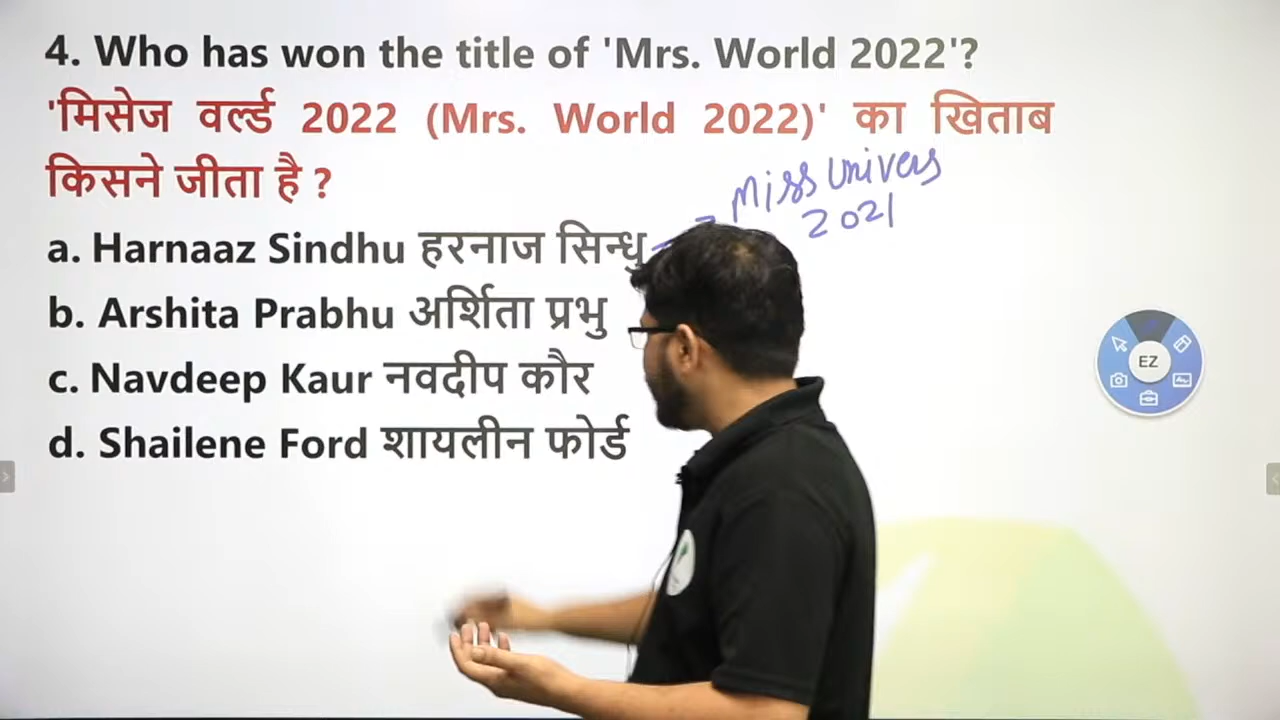 4. Who has won the title of 'Mrs. World 2022'?
'मिसेज वर्ल्ड 2022 (Mrs. World 2022)' का खिताब
किसने जीता है ?
a. Harnaaz Sindhu हरनाज सिन्धु
Miss Univers
2021
b. Arshita Prabhu अर्शिता प्रभु
c. Navdeep Kaur नवदीप कौर
d. Shailene Ford शायलीन फोर्ड
EZ